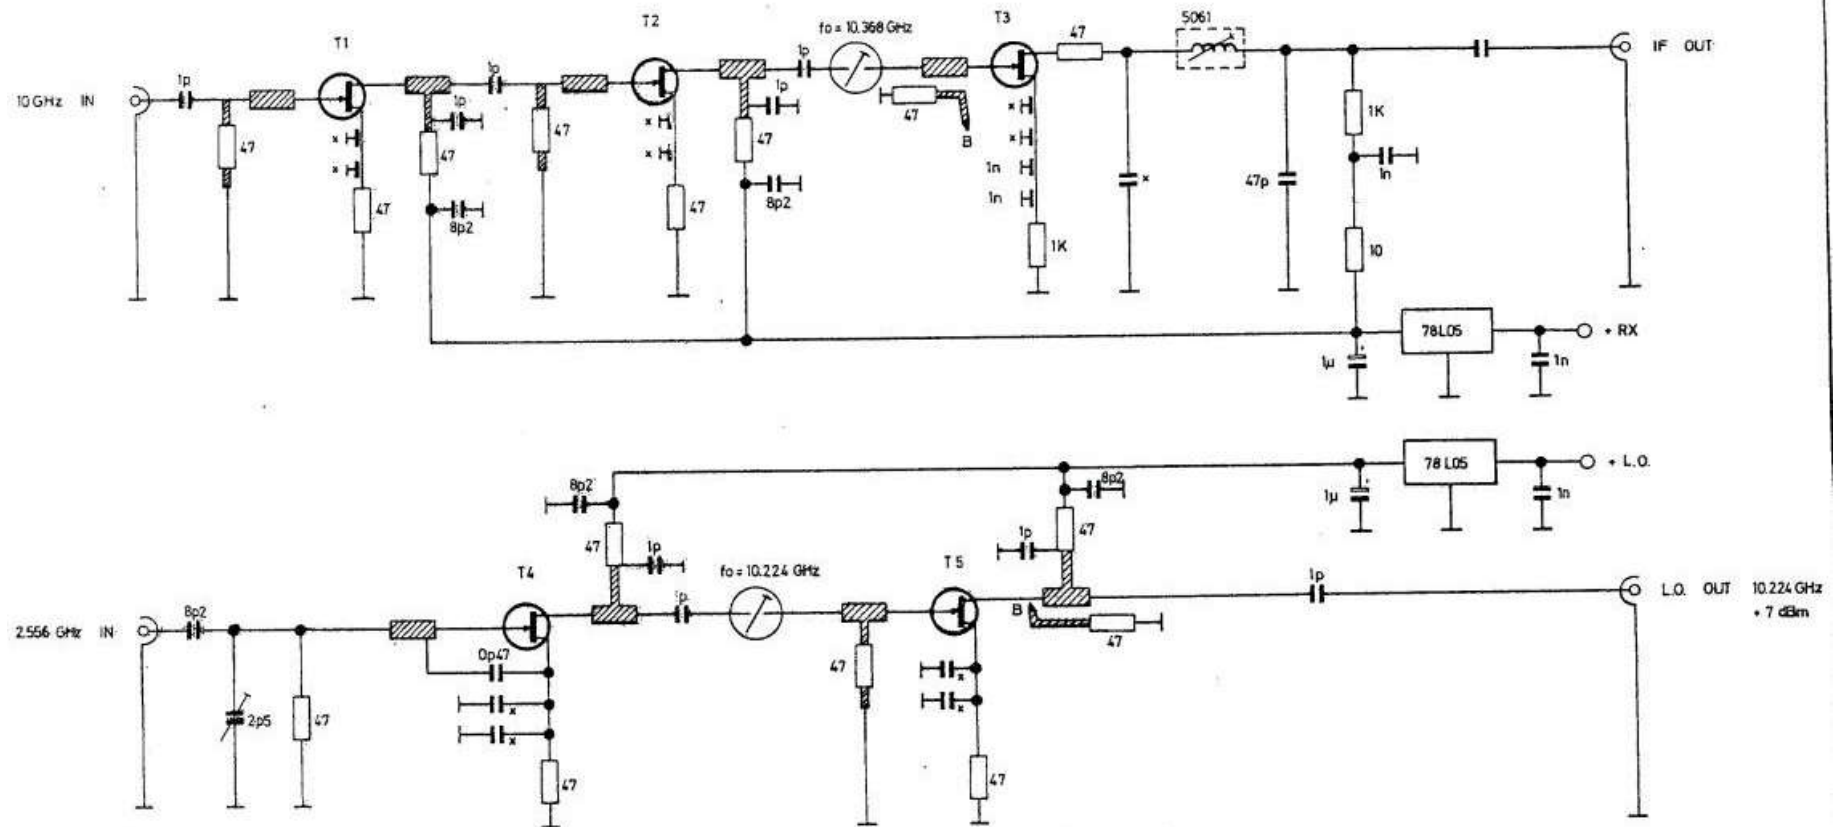 T1
T2
fo = 10.368 GHz
T3
5061
10 GHz IN
1p
1p
1p
47
IF OUT
47
x
x
47
1p
47
8p2
47
x
x
47
1p
47
8p2
47
B
x
x
1n
1n
1K
x
47p
1K
1n
10
78L05
+ RX
1µ
1n
78 L05
+ L.O.
1µ
1n
8p2
8p2
47
1p
47
1p
T4
fo = 10.224 GHz
T5
1p
1p
L.O. OUT 10.224 GHz
+ 7 dBm
B
47
2.556 GHz IN
8p2
0p47
47
x
x
2p5
47
x
x
47
47